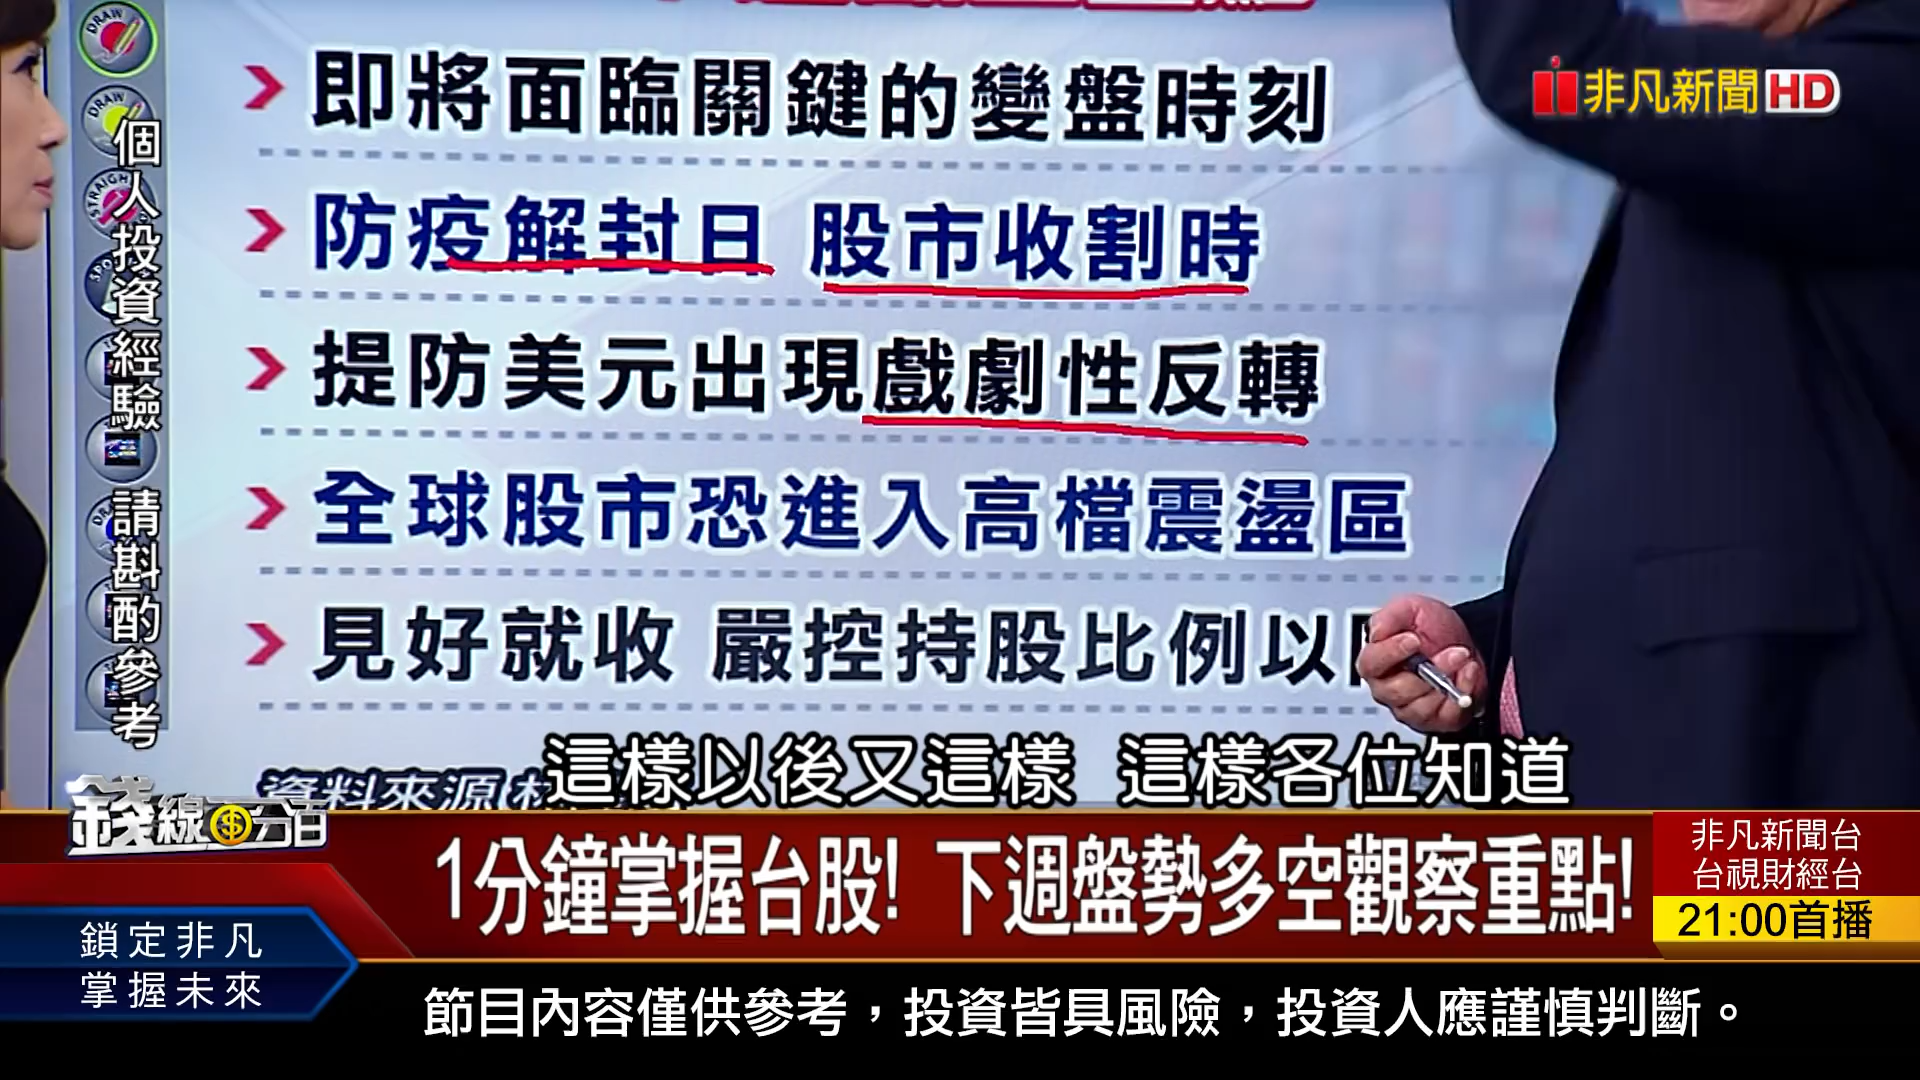 即將面臨關鍵的變盤時刻
防疫解封日 股市收割時
提防美元出現戲劇性反轉
全球股市恐進入高檔震盪區
見好就收 嚴控持股比例以
資料來源
個人投資經驗 請斟酌參考
DRAW
DRAW
STRAIGH
非凡新聞HD
這樣以後又這樣 這樣各位知道
錢線百分百
1分鐘掌握台股! 下週盤勢多空觀察重點!
非凡新聞台
台視財經台
21:00首播
鎖定非凡
掌握未來
節目內容僅供參考，投資皆具風險，投資人應謹慎判斷。